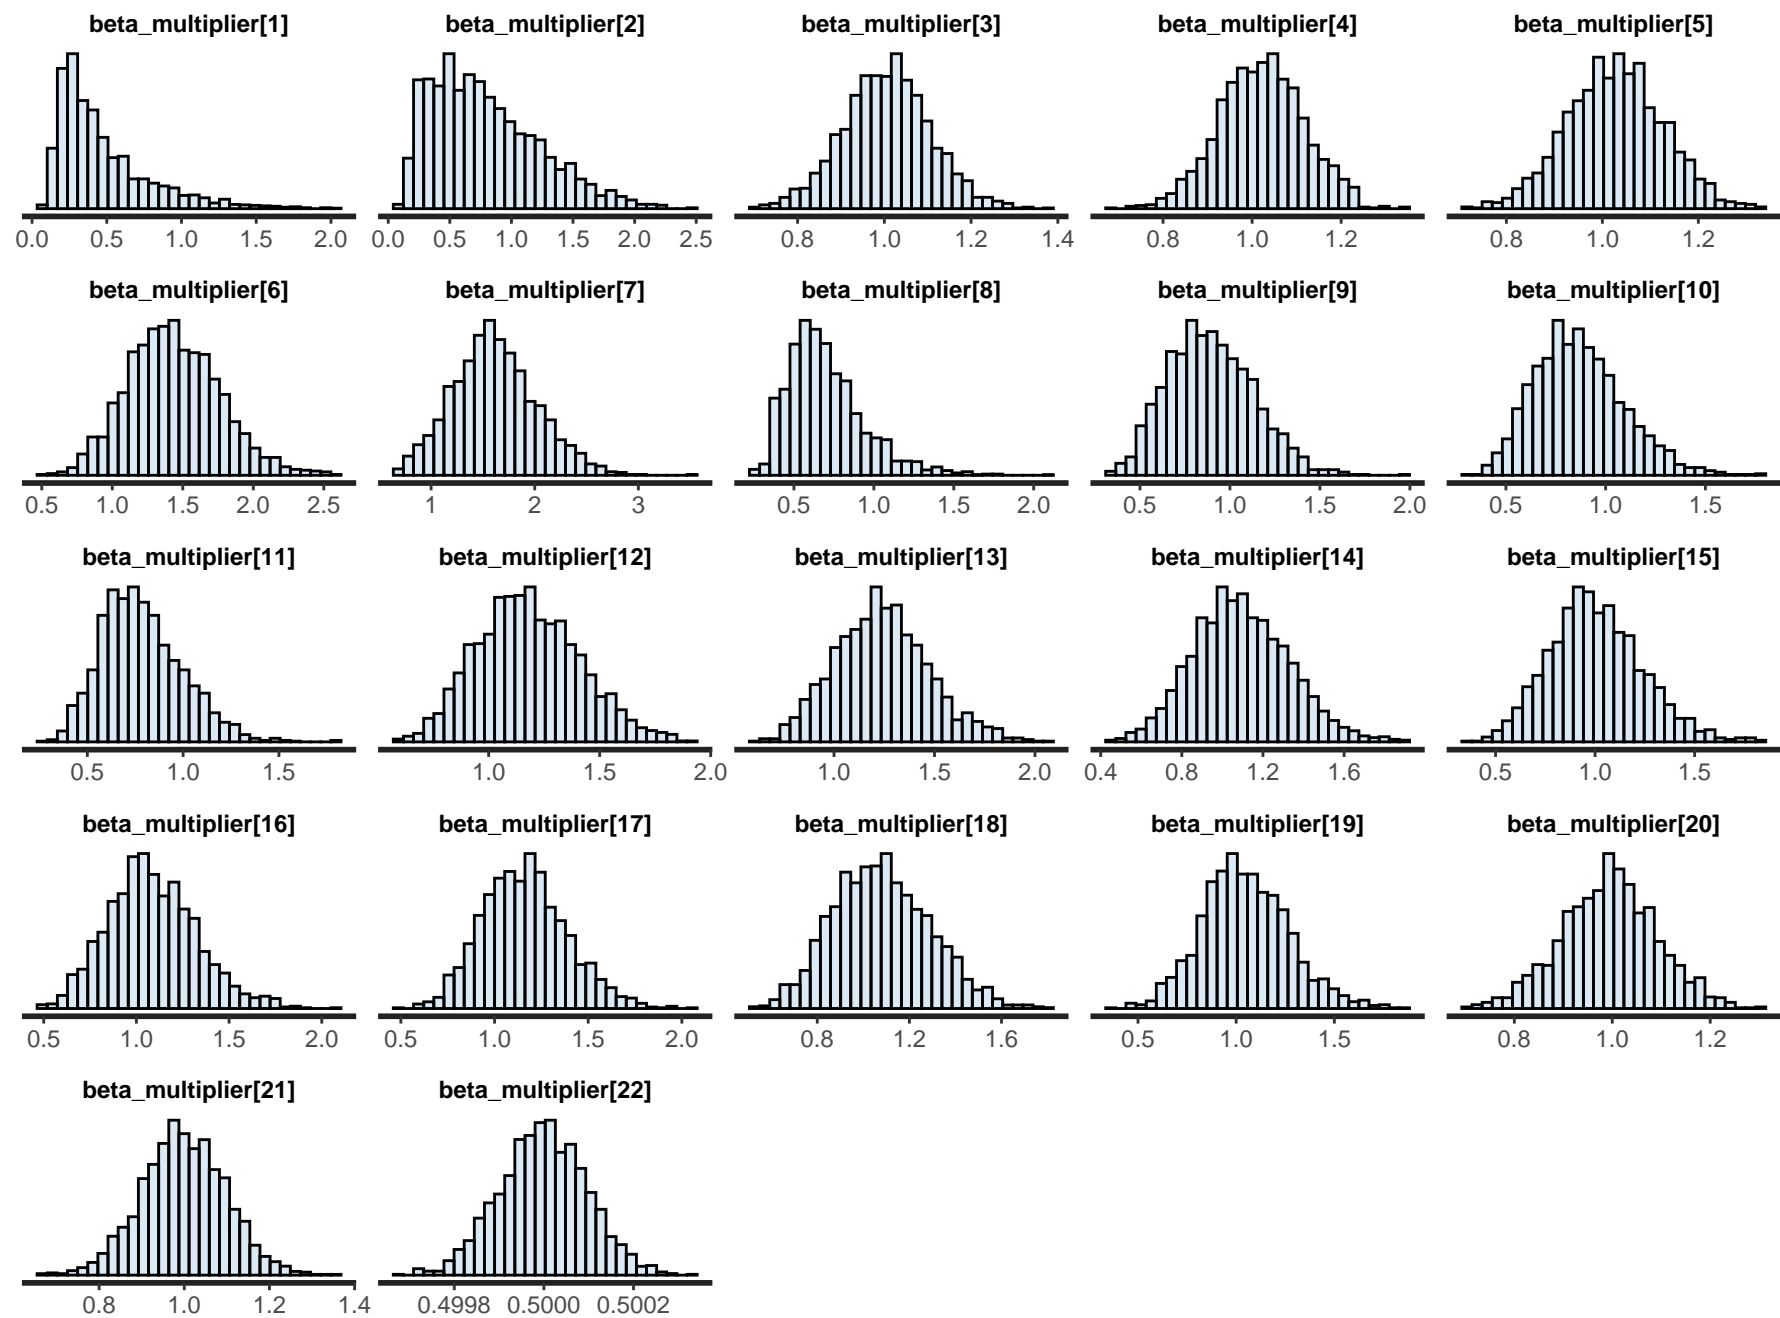 beta_multiplier[1] beta_multiplier[2] beta_multiplier[3] beta_multiplier[4] beta_multiplier[5]
0.0 0.5 1.0 1.5 2.0 0.0 0.5 1.0 1.5 2.0 2.5 0.8 1.0 1.2 1.4 0.8 1.0 1.2 0.8 1.0 1.2
beta_multiplier[6] beta_multiplier[7] beta_multiplier[8] beta_multiplier[9] beta_multiplier[10]
0.5 1.0 1.5 2.0 2.5 1 2 3 0.5 1.0 1.5 2.0 0.5 1.0 1.5 2.0 0.5 1.0 1.5
beta_multiplier[11] beta_multiplier[12] beta_multiplier[13] beta_multiplier[14] beta_multiplier[15]
0.5 1.0 1.5 1.0 1.5 2.0 1.0 1.5 2.0 0.4 0.8 1.2 1.6 0.5 1.0 1.5
beta_multiplier[16] beta_multiplier[17] beta_multiplier[18] beta_multiplier[19] beta_multiplier[20]
0.5 1.0 1.5 2.0 0.5 1.0 1.5 2.0 0.8 1.2 1.6 0.5 1.0 1.5 0.8 1.0 1.2
beta_multiplier[21] beta_multiplier[22]
0.8 1.0 1.2 1.4 0.4998 0.5000 0.5002